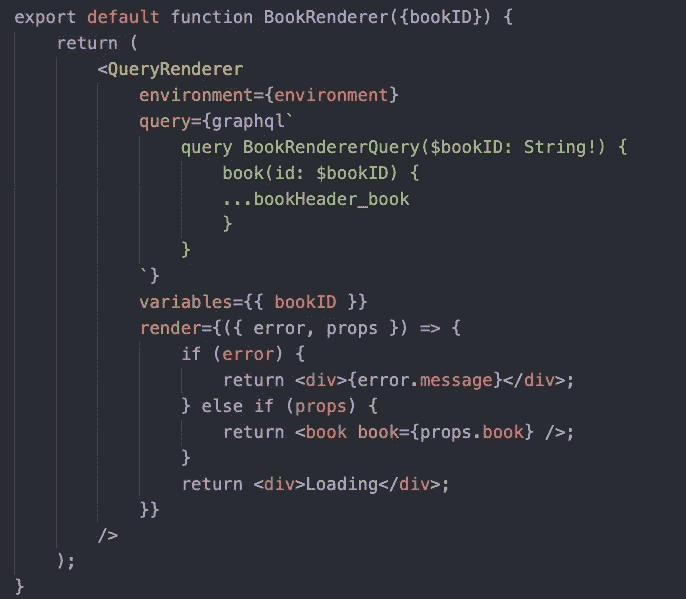 export default function BookRenderer({bookID}) {
    return (
        <QueryRenderer
            environment={environment}
            query={graphql`
                query BookRendererQuery($bookID: String!) {
                    book(id: $bookID) {
                    ...bookHeader_book
                    }
                }
            `}
            variables={{ bookID }}
            render={({ error, props }) => {
                if (error) {
                    return <div>{error.message}</div>;
                } else if (props) {
                    return <book book={props.book} />;
                }
                return <div>Loading</div>;
            }}
        />
    );
}